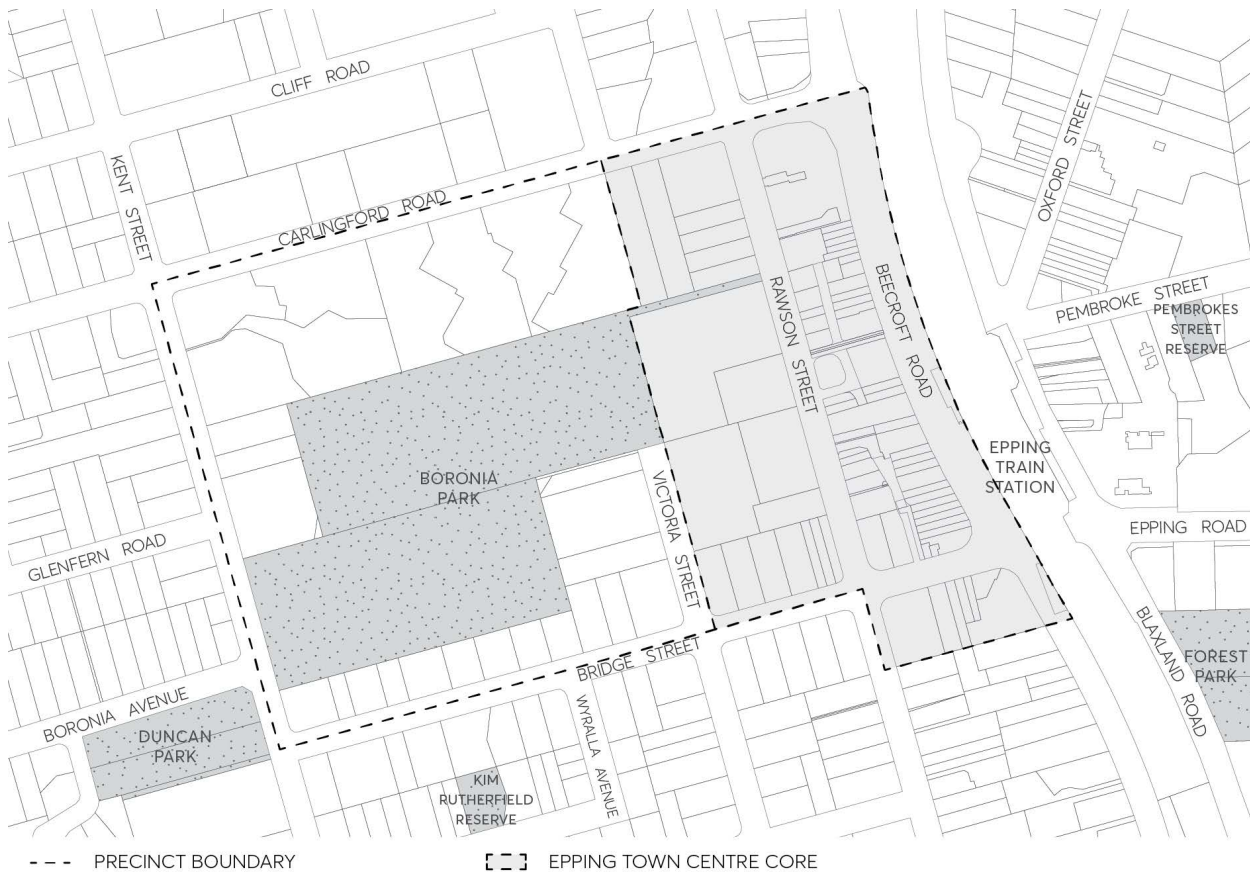 CLIFF ROAD
KENT STREET
CARLINGFORD ROAD
OXFORD STREET
PEMBROKE STREET
PEMBROKES
STREET
RESERVE
RAWSON STREET
BEECROFT ROAD
EPPING
TRAIN
STATION
BORONIA
PARK
VICTORIA STREET
EPPING ROAD
GLENFERN ROAD
BLAXLAND ROAD
FOREST
PARK
BRIDGE STREET
BORONIA AVENUE
DUNCAN
PARK
WYRALLA AVENUE
KIM
RUTHERFIELD
RESERVE
PRECINCT BOUNDARY
EPPING TOWN CENTRE CORE